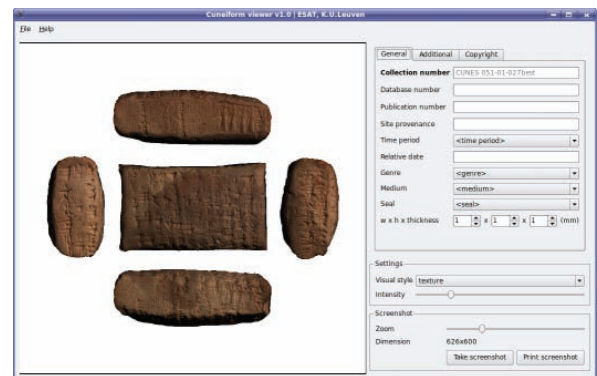 Cuneiform viewer v1.0 | ESAT, K.U.Leuven
File Help
General Additional Copyright
Collection number CUNES 051-01-027best
Database number
Publication number
Site provenance
Time period <time period>
Relative date
Genre <genre>
Medium <medium>
Seal <seal>
w x h x thickness 1 x 1 x 1 (mm)
Settings
Visual style texture
Intensity
Screenshot
Zoom
Dimension 626x600
Take screenshot Print screenshot